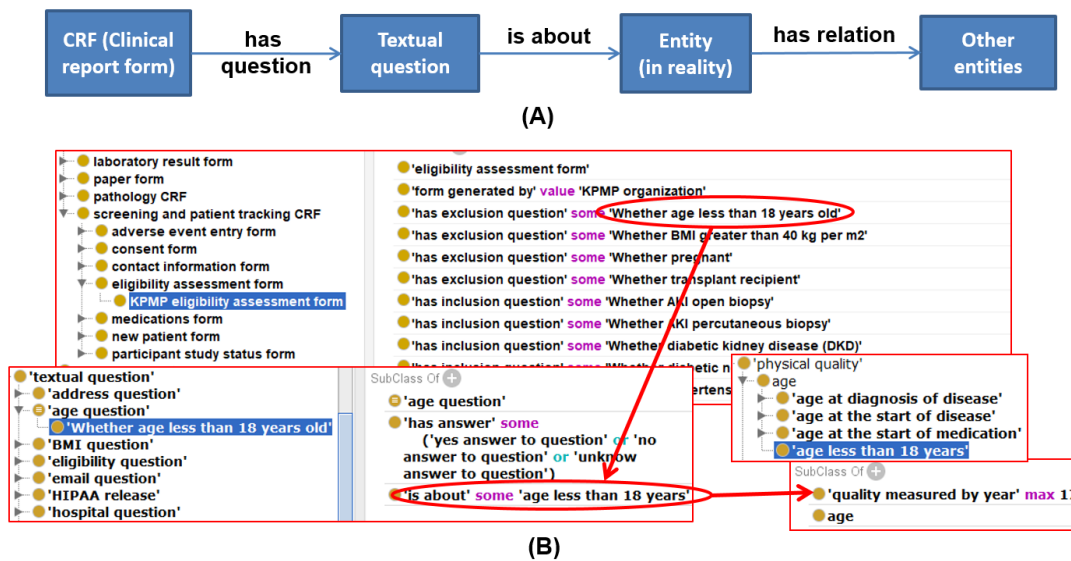 CRF (Clinical
report form)
has
question
Textual
question
is about
Entity
(in reality)
has relation
Other
entities
(A)
laboratory result form
paper form
pathology CRF
screening and patient tracking CRF
adverse event entry form
consent form
contact information form
eligibility assessment form
KPMP eligibility assessment form
medications form
new patient form
participant study status form
'eligibility assessment form'
'form generated by' value 'KPMP organization'
'has exclusion question' some 'Whether age less than 18 years old'
'has exclusion question' some 'Whether BMI greater than 40 kg per m2'
'has exclusion question' some 'Whether pregnant'
'has exclusion question' some 'Whether transplant recipient'
'has inclusion question' some 'Whether AKI open biopsy'
'has inclusion question' some 'Whether AKI percutaneous biopsy'
'has inclusion question' some 'Whether diabetic kidney disease (DKD)'
'textual question'
'address question'
'age question'
'Whether age less than 18 years old'
'BMI question'
'eligibility question'
'email question'
'HIPAA release'
'hospital question'
SubClass Of
'age question'
'has answer' some
('yes answer to question' or 'no
answer to question' or 'unknow
answer to question')
'is about' some 'age less than 18 years'
'physical quality'
age
'age at diagnosis of disease'
'age at the start of disease'
'age at the start of medication'
'age less than 18 years'
SubClass Of
'quality measured by year' max
age
(B)